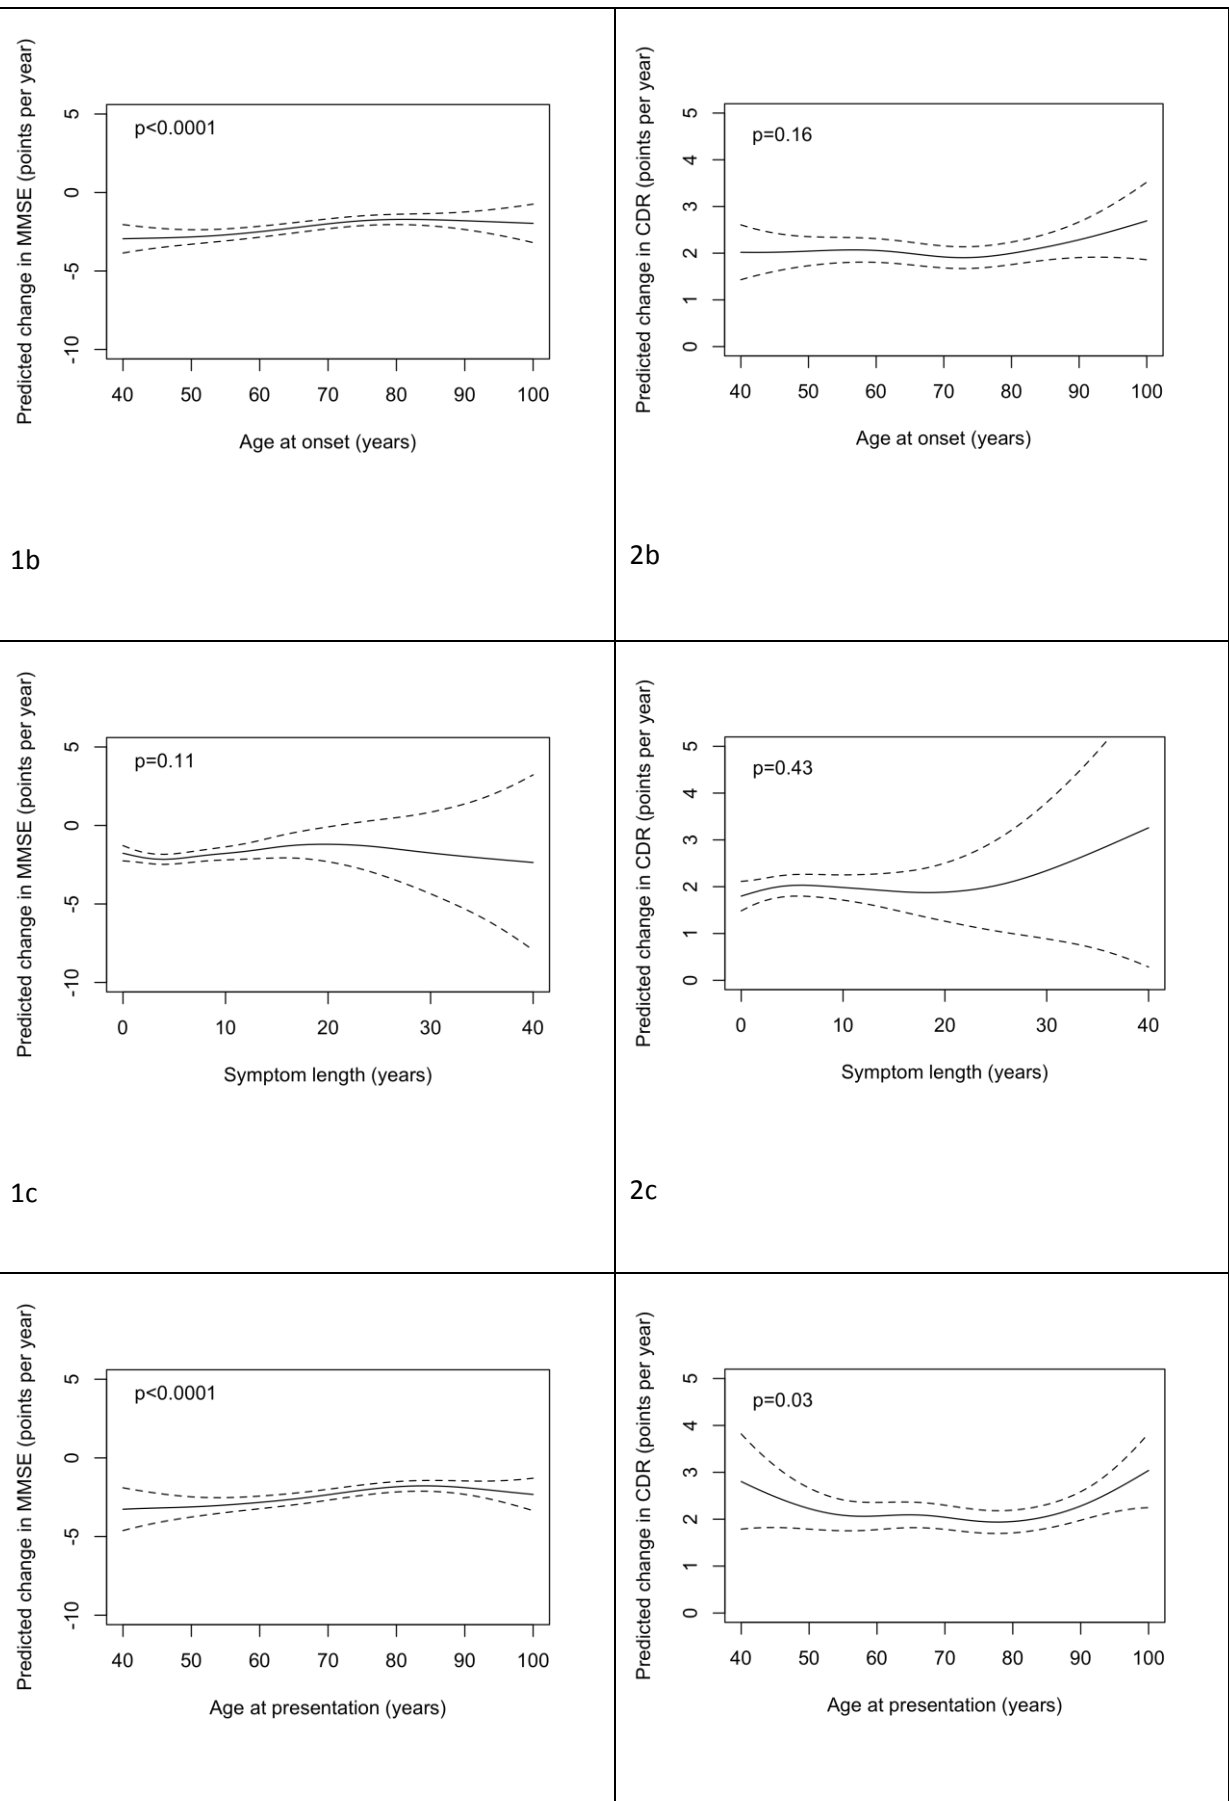 Predicted change in MMSE (points per year)
5
0
-5
-10
p<0.0001
40 50 60 70 80 90 100
Age at onset (years)
1b
Predicted change in CDR (points per year)
5
4
3
2
1
0
p=0.16
40 50 60 70 80 90 100
Age at onset (years)
2b
Predicted change in MMSE (points per year)
5
0
-5
-10
p=0.11
0 10 20 30 40
Symptom length (years)
1c
Predicted change in CDR (points per year)
5
4
3
2
1
0
p=0.43
0 10 20 30 40
Symptom length (years)
2c
Predicted change in MMSE (points per year)
5
0
-5
-10
p<0.0001
40 50 60 70 80 90 100
Age at presentation (years)
Predicted change in CDR (points per year)
5
4
3
2
1
0
p=0.03
40 50 60 70 80 90 100
Age at presentation (years)